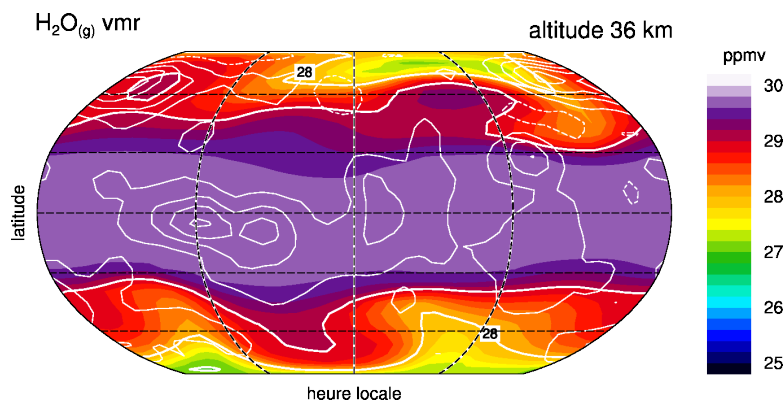 H₂O₍g₎ vmr
altitude 36 km
ppmv
28
30
29
28
27
26
25
latitude
28
heure locale